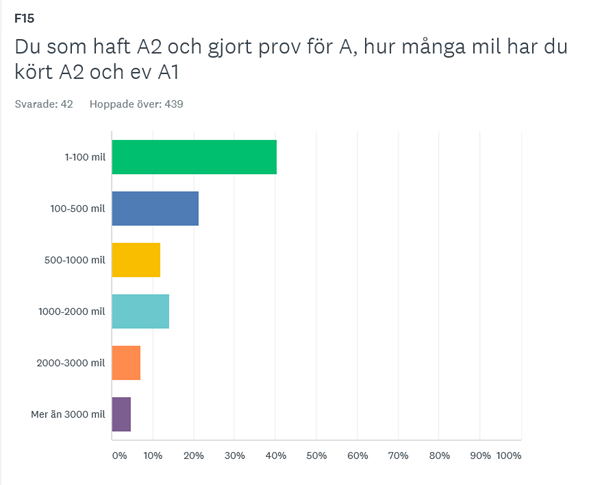 F15
Du som haft A2 och gjort prov för A, hur många mil har du
kört A2 och ev A1
Svarade: 42 Hoppade över: 439
1-100 mil
100-500 mil
500-1000 mil
1000-2000 mil
2000-3000 mil
Mer än 3000 mil
0% 10% 20% 30% 40% 50% 60% 70% 80% 90% 100%